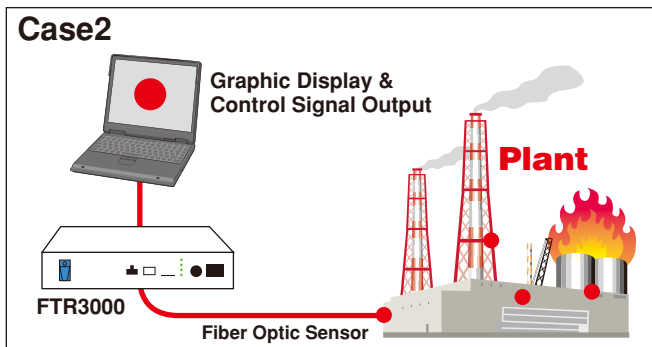 Case2
Graphic Display &
Control Signal Output
Plant
FTR3000
Fiber Optic Sensor